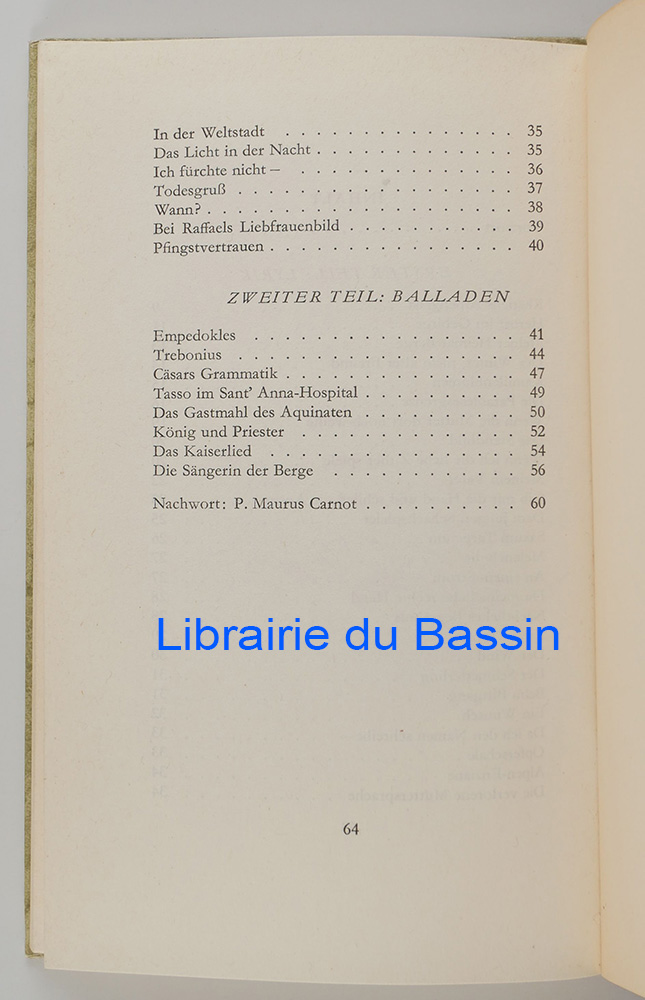 In der Weltstadt . . . . . . . . . . . . . . . 35
Das Licht in der Nacht . . . . . . . . . . . . . 35
Ich fürchte nicht — . . . . . . . . . . . . . . 36
Todesgruß . . . . . . . . . . . . . . . . . . 37
Wann? . . . . . . . . . . . . . . . . . . . . 38
Bei Raffaels Liebfrauenbild . . . . . . . . . . . 39
Pfingstvertrauen . . . . . . . . . . . . . . . . 40
ZWEITER TEIL: BALLADEN
Empedokles . . . . . . . . . . . . . . . . . 41
Trebonius . . . . . . . . . . . . . . . . . . 44
Cäsars Grammatik . . . . . . . . . . . . . . . 47
Tasso im Sant' Anna-Hospital . . . . . . . . . . 49
Das Gastmahl des Aquinaten . . . . . . . . . . 50
König und Priester . . . . . . . . . . . . . . 52
Das Kaiserlied . . . . . . . . . . . . . . . . 54
Die Sängerin der Berge . . . . . . . . . . . . 56
Nachwort: P. Maurus Carnot . . . . . . . . . . 60
Librairie du Bassin
64